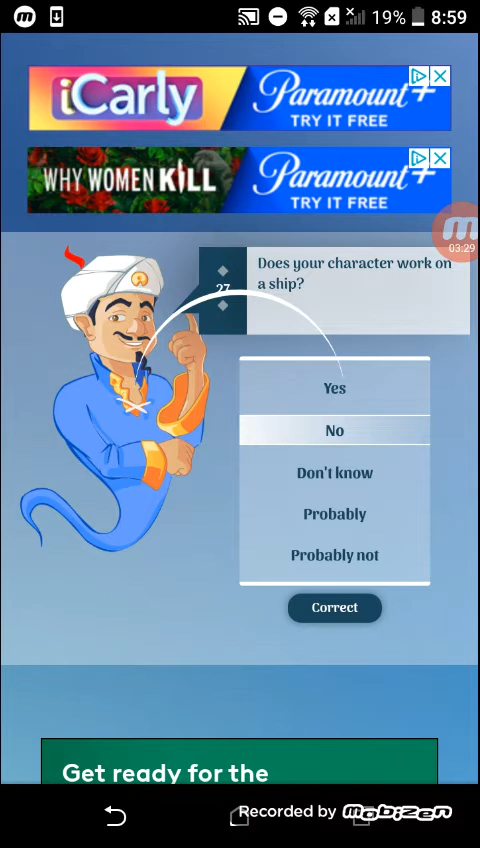 19% 8:59
iCarly Paramount+
TRY IT FREE
WHY WOMEN KILL Paramount+
TRY IT FREE
03:29
27
Does your character work on
a ship?
Yes
No
Don't know
Probably
Probably not
Correct
Get ready for the
Recorded by mobizen